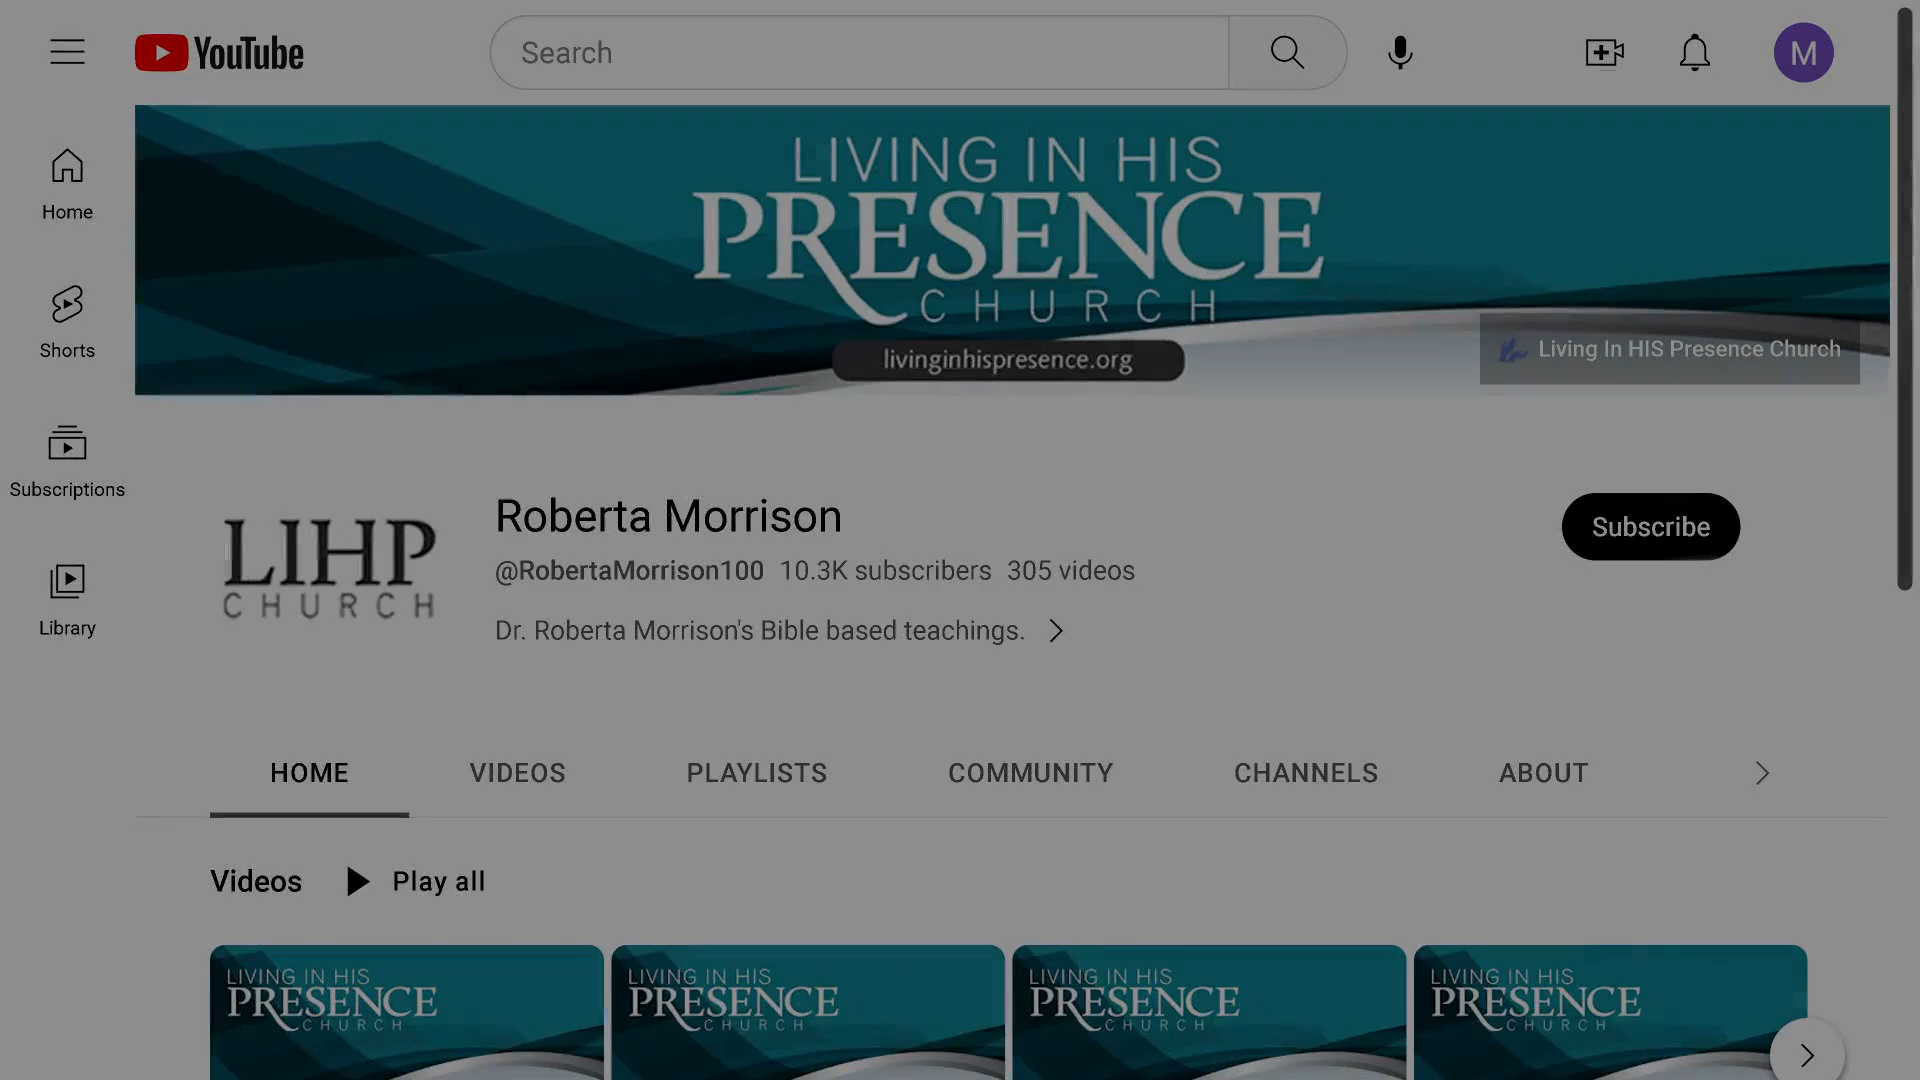 YouTube
Search
M
Home
Shorts
Subscriptions
Library
LIVING IN HIS
PRESENCE
CHURCH
livinginhispresence.org
Living In HIS Presence Church
LIHP
CHURCH
Roberta Morrison
@RobertaMorrison100 10.3K subscribers 305 videos
Dr. Roberta Morrison's Bible based teachings.
Subscribe
HOME VIDEOS PLAYLISTS COMMUNITY CHANNELS ABOUT
Videos Play all
LIVING IN HIS
PRESENCE
CHURCH
LIVING IN HIS
PRESENCE
CHURCH
LIVING IN HIS
PRESENCE
CHURCH
LIVING IN HIS
PRESENCE
CHURCH